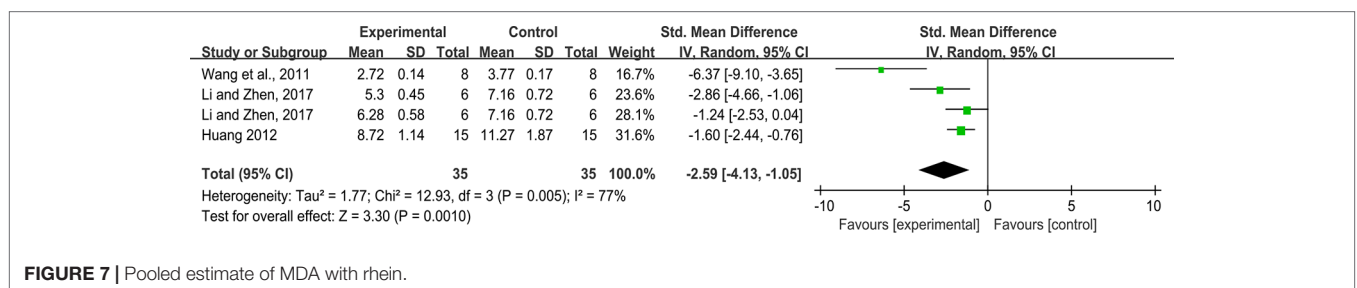 Experimental Control Std. Mean Difference Std. Mean Difference
Study or Subgroup Mean SD Total Mean SD Total Weight IV, Random, 95% CI IV, Random, 95% CI
Wang et al., 2011 2.72 0.14 8 3.77 0.17 8 16.7% -6.37 [-9.10, -3.65]
Li and Zhen, 2017 5.3 0.45 6 7.16 0.72 6 23.6% -2.86 [-4.66, -1.06]
Li and Zhen, 2017 6.28 0.58 6 7.16 0.72 6 28.1% -1.24 [-2.53, 0.04]
Huang 2012 8.72 1.14 15 11.27 1.87 15 31.6% -1.60 [-2.44, -0.76]
Total (95% CI) 35 35 100.0% -2.59 [-4.13, -1.05]
Heterogeneity: Tau² = 1.77; Chi² = 12.93, df = 3 (P = 0.005); I² = 77%
Test for overall effect: Z = 3.30 (P = 0.0010)
-10 -5 0 5 10
Favours [experimental] Favours [control]
FIGURE 7 | Pooled estimate of MDA with rhein.